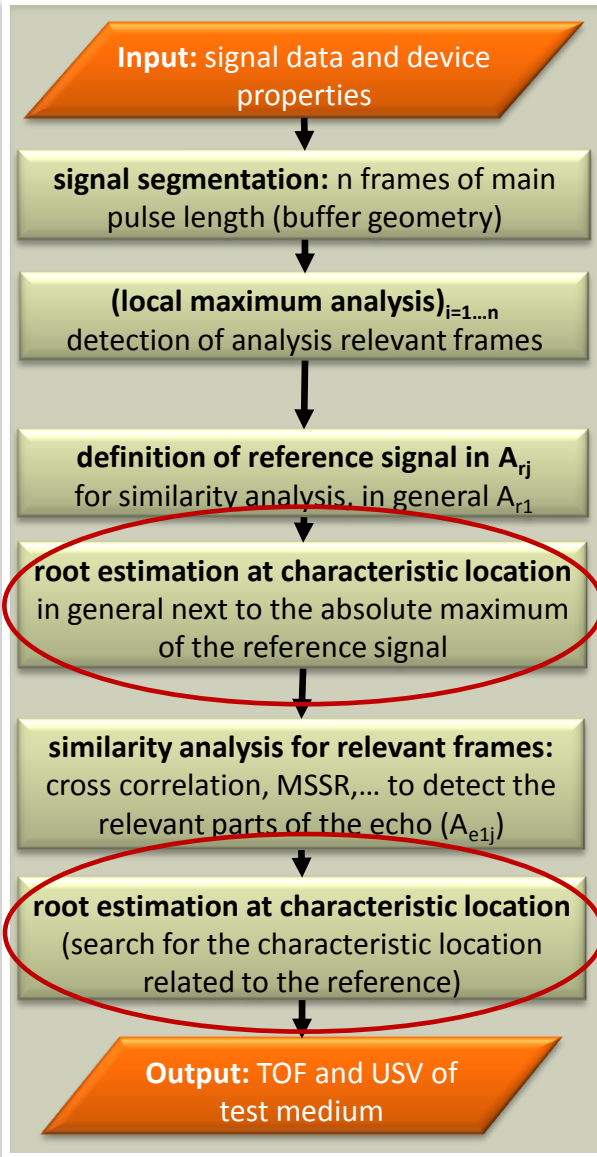 Input: signal data and device
properties
signal segmentation: n frames of main
pulse length (buffer geometry)
(local maximum analysis)i=1...n
detection of analysis relevant frames
definition of reference signal in Arj
for similarity analysis, in general Ar1
root estimation at characteristic location
in general next to the absolute maximum
of the reference signal
similarity analysis for relevant frames:
cross correlation, MSSR,... to detect the
relevant parts of the echo (Ae1j)
root estimation at characteristic location
(search for the characteristic location
related to the reference)
Output: TOF and USV of
test medium